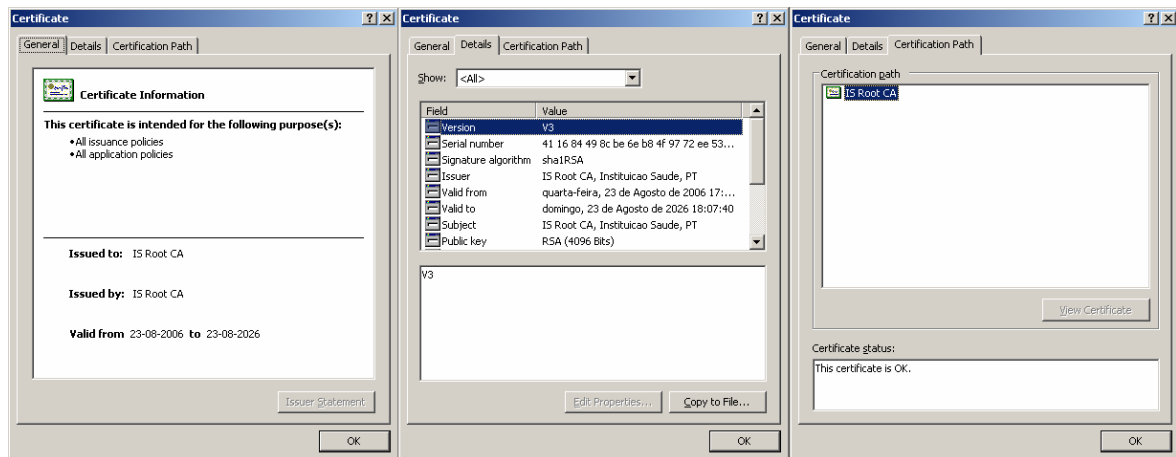 Certificate
General Details Certification Path
Certificate Information
This certificate is intended for the following purpose(s):
•All issuance policies
•All application policies
Issued to: IS Root CA
Issued by: IS Root CA
Valid from 23-08-2006 to 23-08-2026
Issuer Statement
OK
Certificate
General Details Certification Path
Show: <All>
Field Value
Version V3
Serial number 41 16 84 49 8c be 6e b8 4f 97 72 ee 53...
Signature algorithm sha1RSA
Issuer IS Root CA, Instituicao Saude, PT
Valid from quarta-feira, 23 de Agosto de 2006 17:...
Valid to domingo, 23 de Agosto de 2026 18:07:40
Subject IS Root CA, Instituicao Saude, PT
Public key RSA (4096 Bits)
V3
Edit Properties... Copy to File...
OK
Certificate
General Details Certification Path
Certification path
IS Root CA
View Certificate
Certificate status:
This certificate is OK.
OK